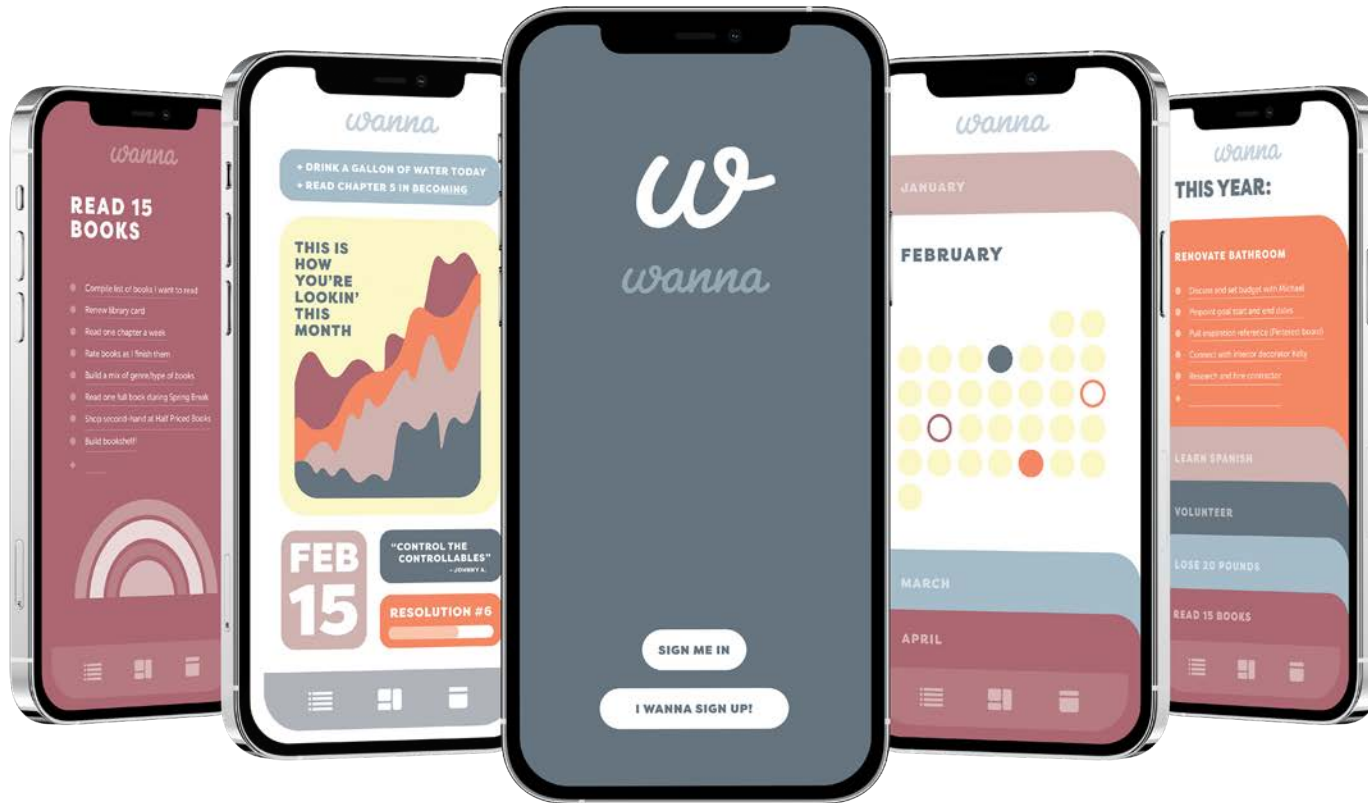 wanna
READ 15
BOOKS
Compile list of books I want to read
Renew library card
Read one chapter a week
Rate books as I finish them
Build a mix of genre/type of books
Read one full book during Spring Break
Shop second-hand at Half Priced Books
Build bookshelf!
+
wanna
+ DRINK A GALLON OF WATER TODAY
+ READ CHAPTER 5 IN BECOMING
THIS IS
HOW
YOU'RE
LOOKIN'
THIS
MONTH
FEB
15
"CONTROL THE
CONTROLLABLES"
- JOHNNY A.
RESOLUTION #6
w
wanna
SIGN ME IN
I WANNA SIGN UP!
wanna
JANUARY
FEBRUARY
MARCH
APRIL
wanna
THIS YEAR:
RENOVATE BATHROOM
Discuss and set budget with Michael
Pinpoint goal start and end dates
Pull inspiration reference (Pinterest board)
Connect with interior decorator Kelly
Research and hire contractor
+
LEARN SPANISH
VOLUNTEER
LOSE 20 POUNDS
READ 15 BOOKS